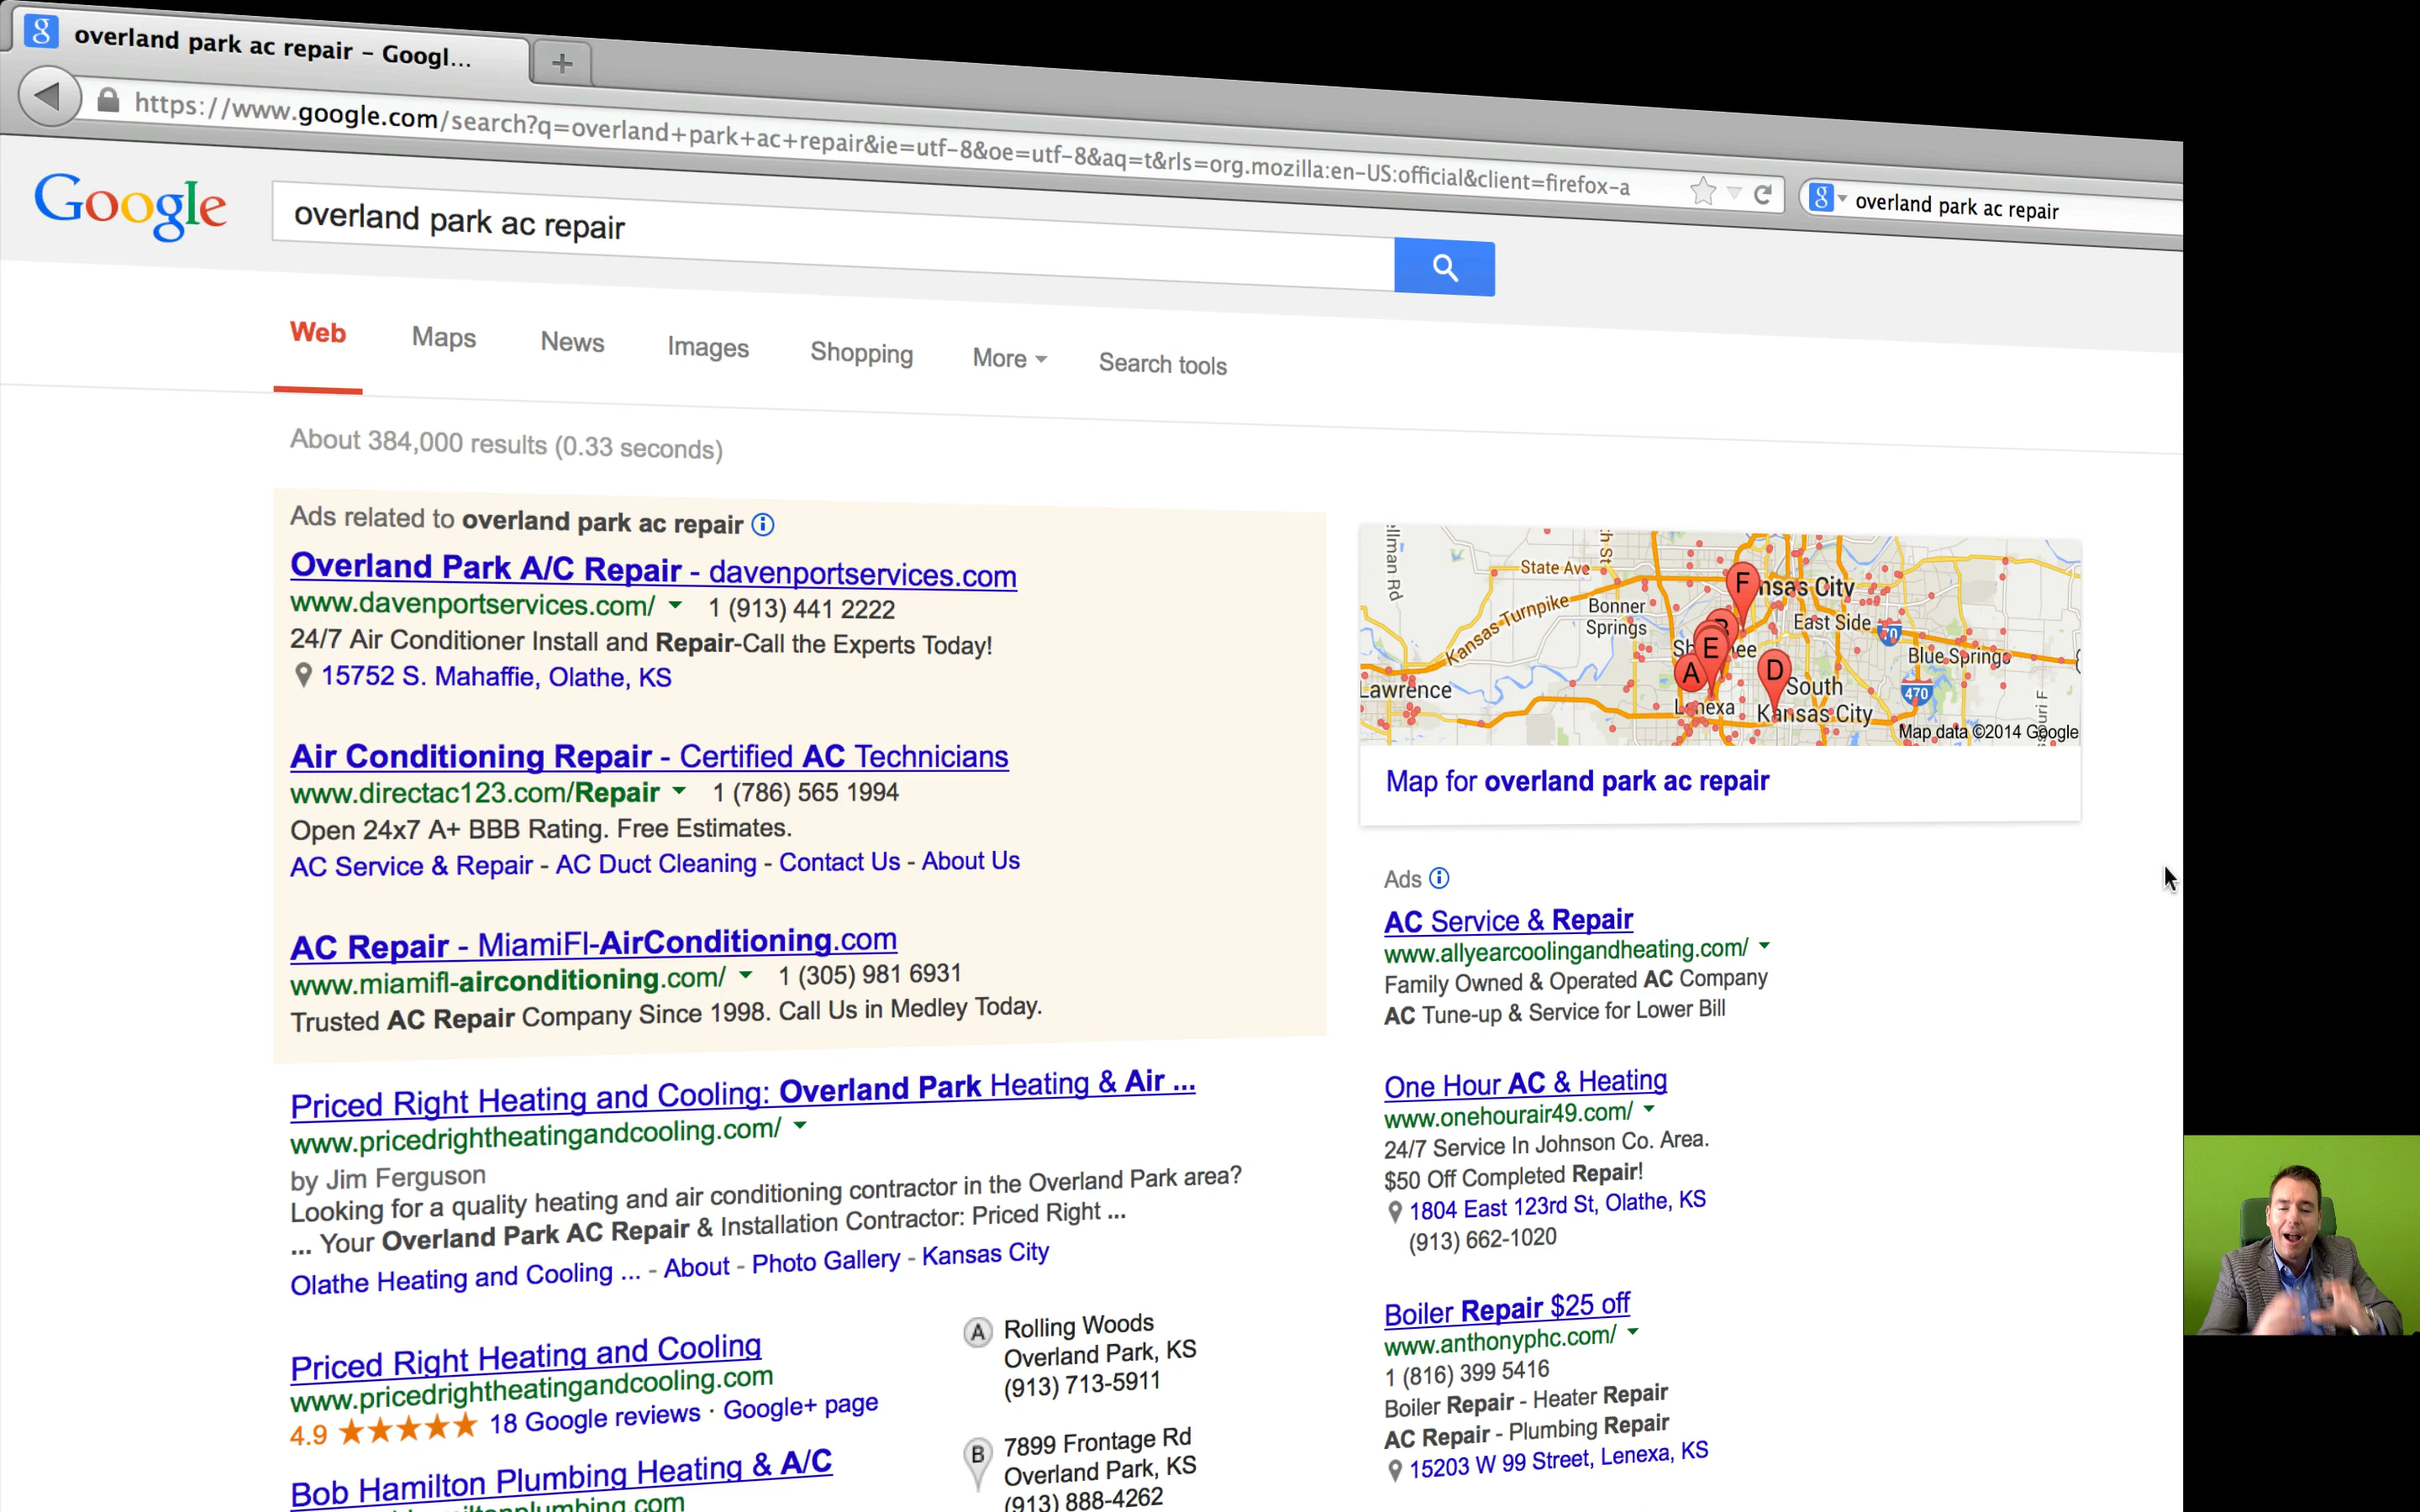 overland park ac repair – Googl...
https://www.google.com/search?q=overland+park+ac+repair&ie=utf-8&oe=utf-8&aq=t&rls=org.mozilla:en-US:official&client=firefox-a
overland park ac repair
Google
overland park ac repair
Web Maps News Images Shopping More Search tools
About 384,000 results (0.33 seconds)
Ads related to overland park ac repair
Overland Park A/C Repair - davenportservices.com
www.davenportservices.com/ 1 (913) 441 2222
24/7 Air Conditioner Install and Repair-Call the Experts Today!
15752 S. Mahaffie, Olathe, KS
Air Conditioning Repair - Certified AC Technicians
www.directac123.com/Repair 1 (786) 565 1994
Open 24x7 A+ BBB Rating. Free Estimates.
AC Service & Repair - AC Duct Cleaning - Contact Us - About Us
AC Repair - MiamiFl-AirConditioning.com
www.miamifl-airconditioning.com/ 1 (305) 981 6931
Trusted AC Repair Company Since 1998. Call Us in Medley Today.
Priced Right Heating and Cooling: Overland Park Heating & Air ...
www.pricedrightheatingandcooling.com/
by Jim Ferguson
Looking for a quality heating and air conditioning contractor in the Overland Park area?
... Your Overland Park AC Repair & Installation Contractor: Priced Right ...
Olathe Heating and Cooling ... - About - Photo Gallery - Kansas City
Priced Right Heating and Cooling
www.pricedrightheatingandcooling.com
4.9 18 Google reviews · Google+ page
A
Rolling Woods
Overland Park, KS
(913) 713-5911
Bob Hamilton Plumbing Heating & A/C
B
7899 Frontage Rd
Overland Park, KS
(913) 888-4262
State Ave
Kansas Turnpike
Bonner
Springs
F
nsas City
East Side
70
Blue Springs
B
E
A
D
Lawrence
Lenexa
South
Kansas City
470
Map data ©2014 Google
Map for overland park ac repair
Ads
AC Service & Repair
www.allyearcoolingandheating.com/
Family Owned & Operated AC Company
AC Tune-up & Service for Lower Bill
One Hour AC & Heating
www.onehourair49.com/
24/7 Service In Johnson Co. Area.
$50 Off Completed Repair!
1804 East 123rd St, Olathe, KS
(913) 662-1020
Boiler Repair $25 off
www.anthonyphc.com/
1 (816) 399 5416
Boiler Repair - Heater Repair
AC Repair - Plumbing Repair
15203 W 99 Street, Lenexa, KS